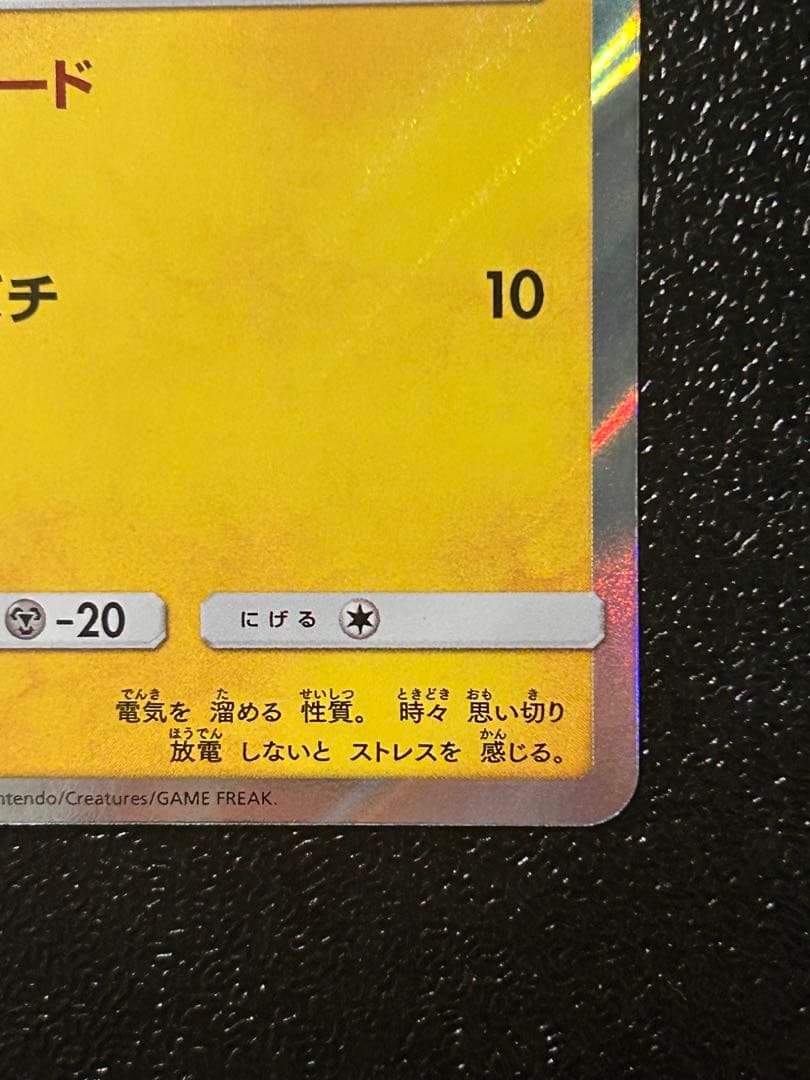 ード
チ
10
-20
にげる
電気を 溜める 性質。 時々 思い切り
放電 しないと ストレスを 感じる。
ntendo/Creatures/GAME FREAK.